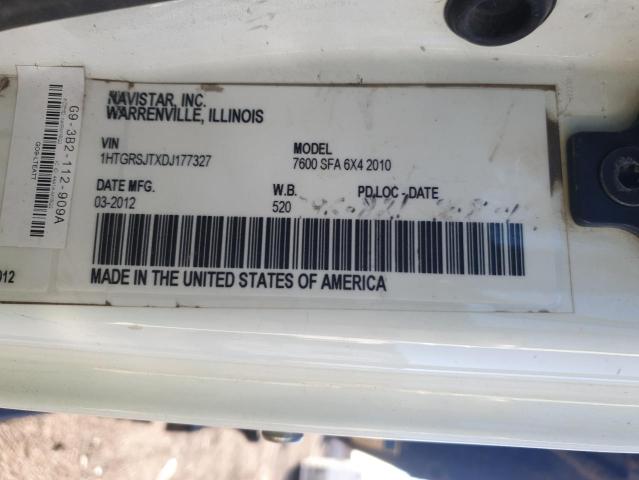 NAVISTAR, INC.
WARRENVILLE, ILLINOIS
VIN MODEL
1HTGRSJTXDJ177327 7600 SFA 6X4 2010
DATE MFG. W.B. PD.LOC.-DATE
03-2012 520
MADE IN THE UNITED STATES OF AMERICA
G9-3B2-112-909A
012